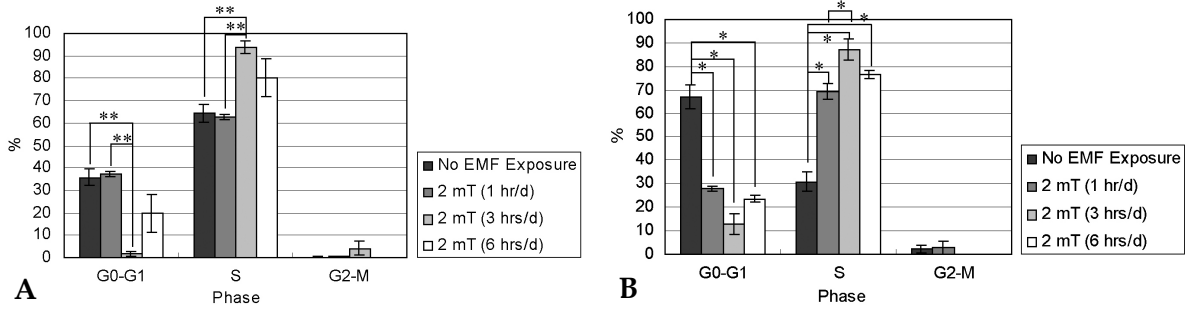 100
90
80
70
60
50
40
30
20
10
0
%
** 
**
**
**
G0-G1 S G2-M
Phase
A
No EMF Exposure
2 mT (1 hr/d)
2 mT (3 hrs/d)
2 mT (6 hrs/d)
100
90
80
70
60
50
40
30
20
10
0
%
*
*
*
*
*
*
*
G0-G1 S G2-M
Phase
B
No EMF Exposure
2 mT (1 hr/d)
2 mT (3 hrs/d)
2 mT (6 hrs/d)